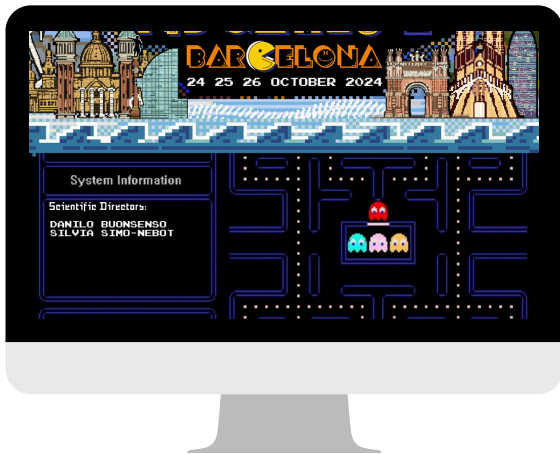 BARCELONA
24 25 26 OCTOBER 2024
System Information
Scientific Directors:
DANILO BUONSENSO
SILVIA SIMO-NEBOT